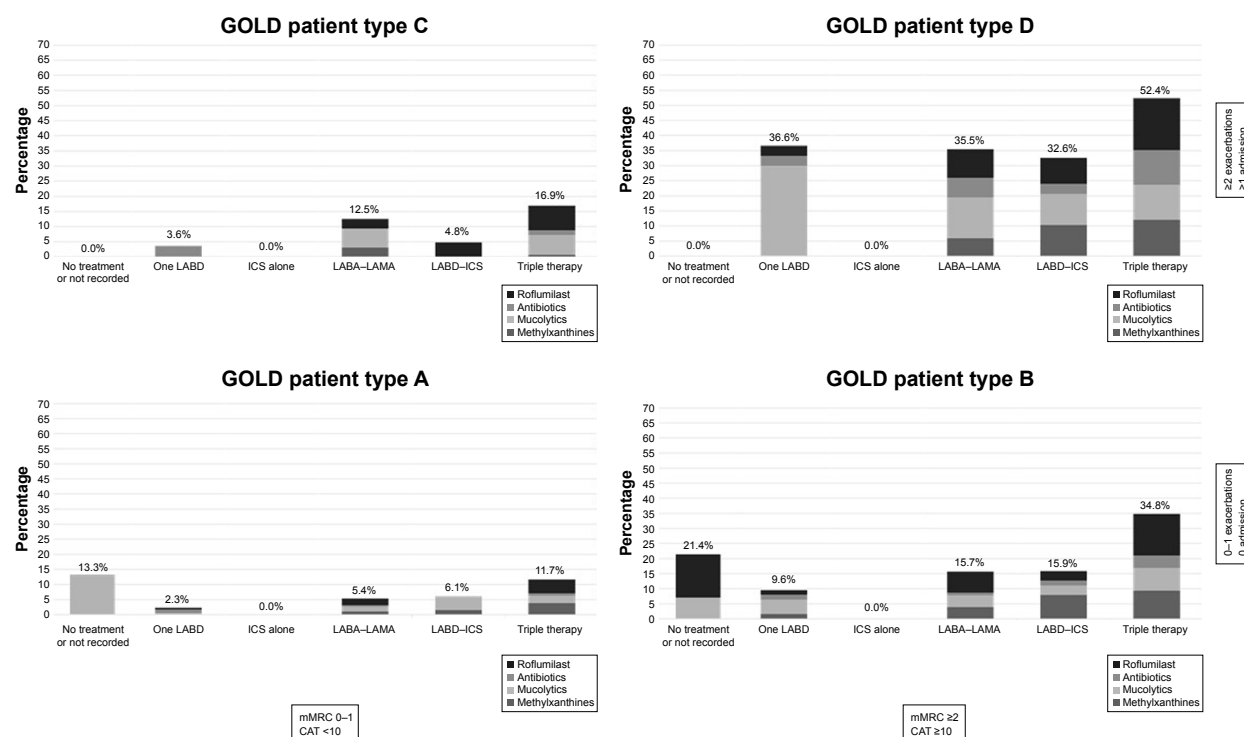 GOLD patient type C
Percentage
70
65
60
55
50
45
40
35
30
25
20
15
10
5
0
0.0%
3.6%
0.0%
12.5%
4.8%
16.9%
No treatment
or not recorded
One LABD
ICS alone
LABA–LAMA
LABD–ICS
Triple therapy
Roflumilast
Antibiotics
Mucolytics
Methylxanthines
GOLD patient type D
Percentage
70
65
60
55
50
45
40
35
30
25
20
15
10
5
0
0.0%
36.6%
0.0%
35.5%
32.6%
52.4%
No treatment
or not recorded
One LABD
ICS alone
LABA–LAMA
LABD–ICS
Triple therapy
Roflumilast
Antibiotics
Mucolytics
Methylxanthines
≥2 exacerbations
≥1 admission
GOLD patient type A
Percentage
70
65
60
55
50
45
40
35
30
25
20
15
10
5
0
13.3%
2.3%
0.0%
5.4%
6.1%
11.7%
No treatment
or not recorded
One LABD
ICS alone
LABA–LAMA
LABD–ICS
Triple therapy
Roflumilast
Antibiotics
Mucolytics
Methylxanthines
mMRC 0–1
CAT <10
GOLD patient type B
Percentage
70
65
60
55
50
45
40
35
30
25
20
15
10
5
0
21.4%
9.6%
0.0%
15.7%
15.9%
34.8%
No treatment
or not recorded
One LABD
ICS alone
LABA–LAMA
LABD–ICS
Triple therapy
Roflumilast
Antibiotics
Mucolytics
Methylxanthines
0–1 exacerbations
0 admission
mMRC ≥2
CAT ≥10